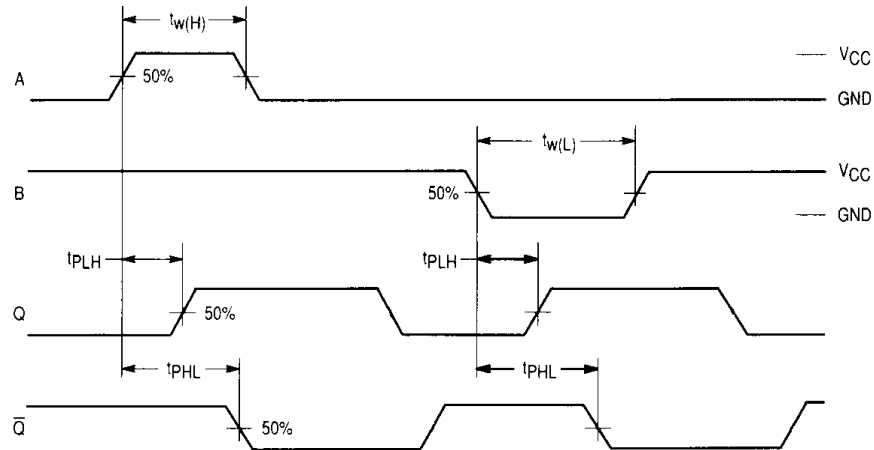 tw(H)
A
50%
VCC
GND
tw(L)
B
50%
VCC
GND
tPLH
tPLH
Q
50%
tPHL
tPHL
Q̅
50%